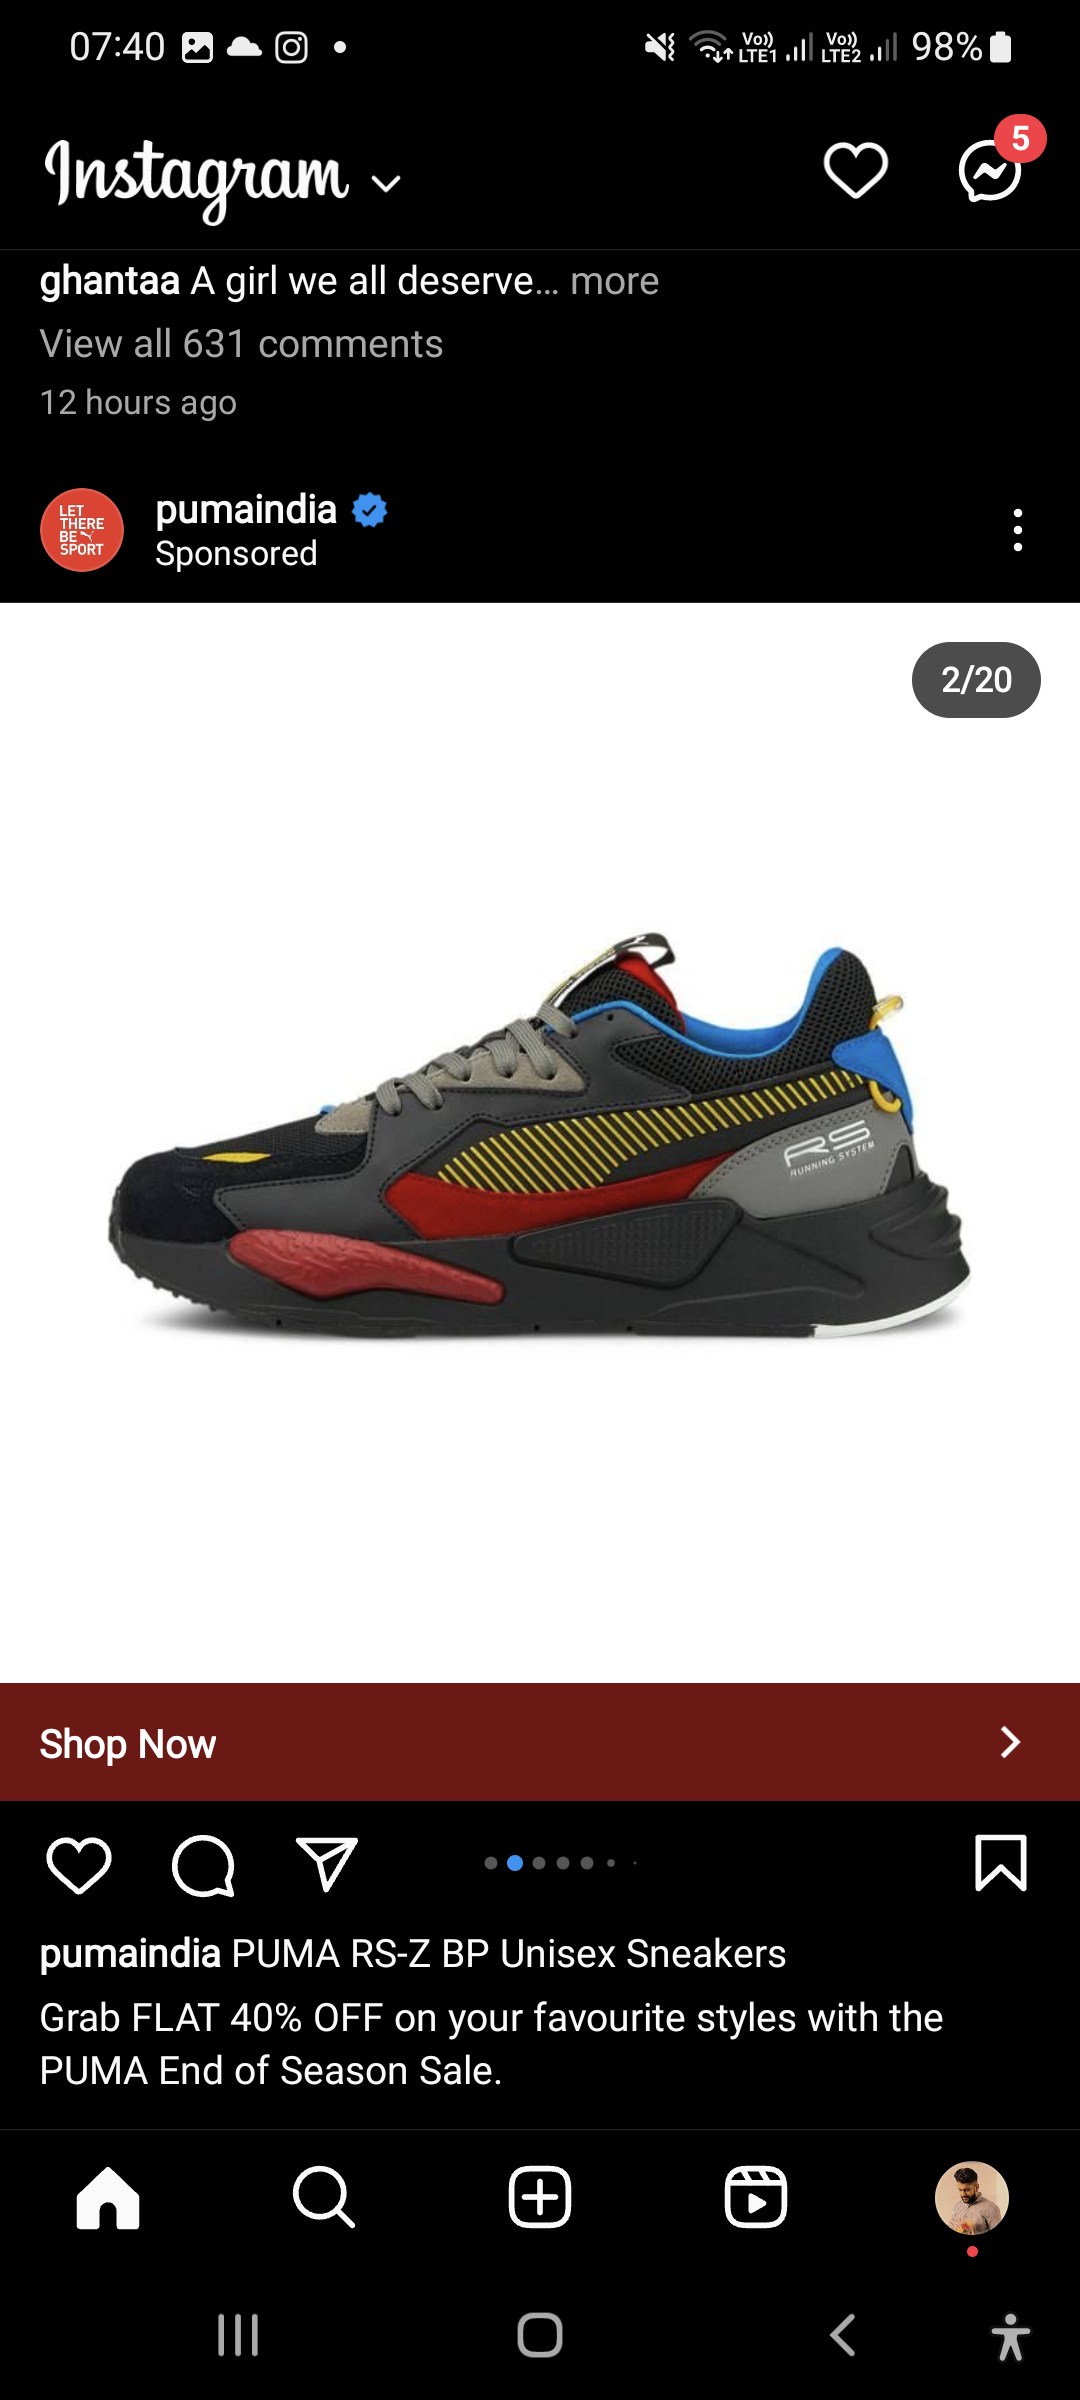 07:40
Vo)) LTE1 Vo)) LTE2 98%
Instagram
5
ghantaa A girl we all deserve... more
View all 631 comments
12 hours ago
LET
THERE
BE
SPORT
pumaindia
Sponsored
2/20
RS
RUNNING SYSTEM
Shop Now
pumaindia PUMA RS-Z BP Unisex Sneakers
Grab FLAT 40% OFF on your favourite styles with the
PUMA End of Season Sale.